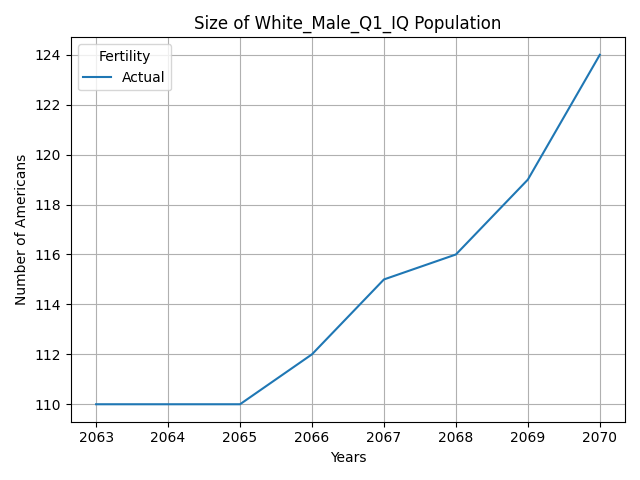 Size of White_Male_Q1_IQ Population
Fertility
Actual
Number of Americans
124
122
120
118
116
114
112
110
2063 2064 2065 2066 2067 2068 2069 2070
Years